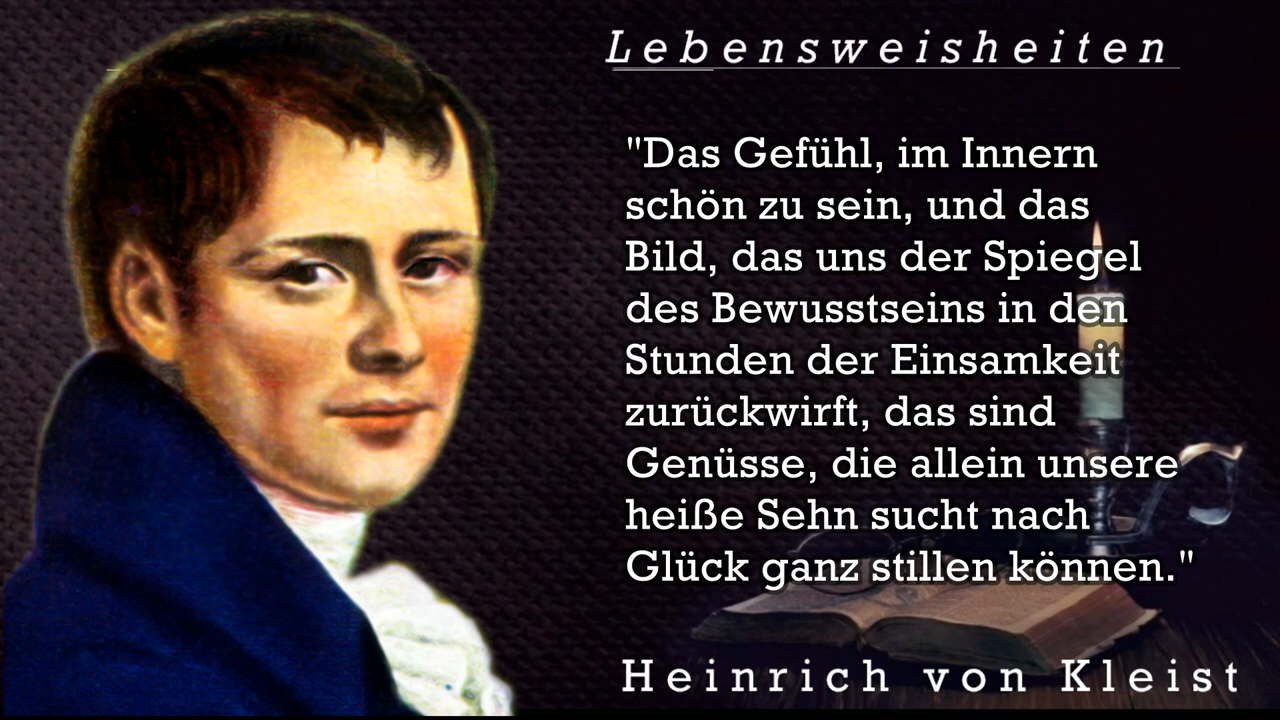 Lebensweisheiten
"Das Gefühl, im Innern
schön zu sein, und das
Bild, das uns der Spiegel
des Bewusstseins in den
Stunden der Einsamkeit
zurückwirft, das sind
Genüsse, die allein unsere
heiße Sehn sucht nach
Glück ganz stillen können."
Heinrich von Kleist